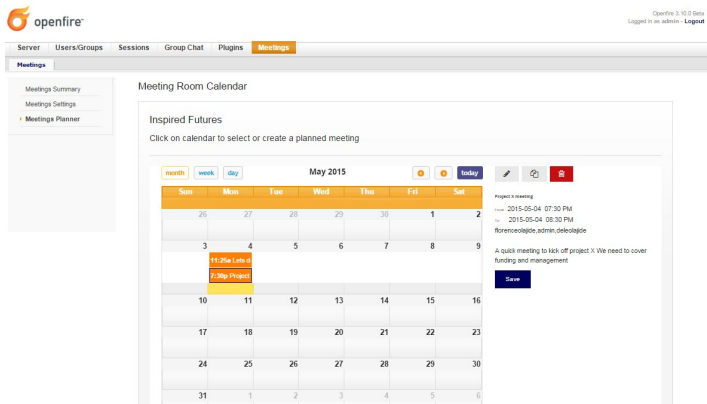 openfire
Openfire 3.10.0 Beta
Logged in as admin - Logout
Server Users/Groups Sessions Group Chat Plugins Meetings
Meetings
Meetings Summary
Meetings Settings
Meetings Planner
Meeting Room Calendar
Inspired Futures
Click on calendar to select or create a planned meeting
month week day May 2015 today
Sun Mon Tue Wed Thu Fri Sat
26 27 28 29 30 1 2
3 4 5 6 7 8 9
11:25a Lets d
7:30p Project
10 11 12 13 14 15 16
17 18 19 20 21 22 23
24 25 26 27 28 29 30
31 1 2 3 4 5 6
Project X meeting
2015-05-04 07:30 PM
2015-05-04 08:30 PM
florenceolajide,admin,deleolajide
A quick meeting to kick off project X We need to cover
funding and management
Save